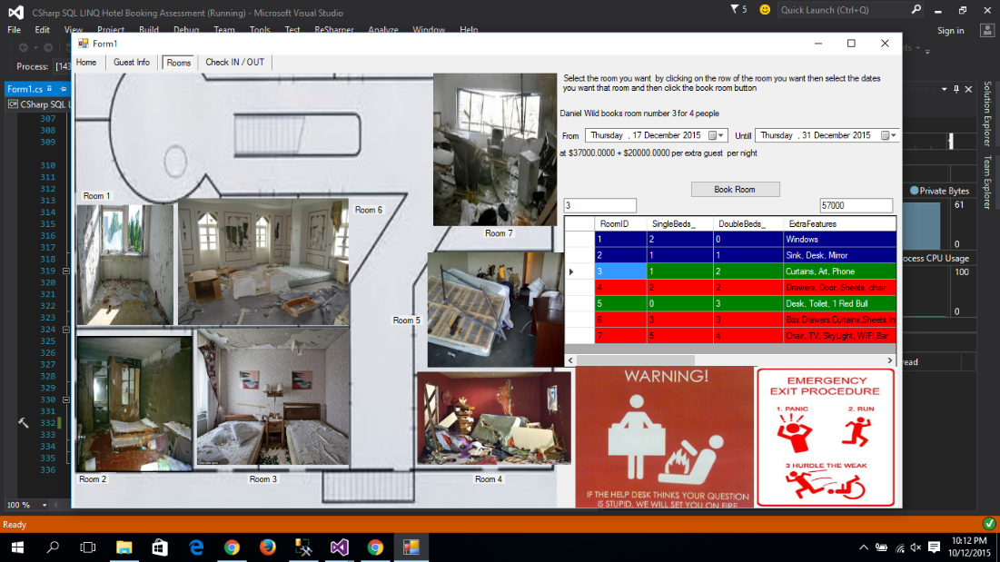 CSharp SQL LINQ Hotel Booking Assessment (Running) - Microsoft Visual Studio
5
Quick Launch (Ctrl+Q)
File Edit View Project Build Debug Team Tools Test ReSharper Analyze Window Help
Sign in
Process: [143
Form1
Home Guest Info Rooms Check IN / OUT
Form1.cs
CSharp SQL L
307
308
309
310
311
312
313
314
315
316
317
318
319
320
321
322
323
324
325
326
327
328
329
330
331
332
333
334
335
336
100 %
Room 1
Room 6
Room 7
Room 5
Room 2
Room 3
Room 4
Select the room you want by clicking on the row of the room you want then select the dates
you want that room and then click the book room button
Daniel Wild books room number 3 for 4 people
From Thursday , 17 December 2015 Untill Thursday , 31 December 2015
at $37000.0000 + $20000.0000 per extra guest per night
Book Room
3
57000
RoomID SingleBeds_ DoubleBeds_ ExtraFeatures
1 2 0 Windows
2 1 1 Sink, Desk, Mirror
3 1 2 Curtains, Art, Phone
4 2 2 Drawers, Door, Sheets, chair
5 0 3 Desk, Toilet, 1 Red Bull
6 3 3 Box Drawers,Curtains,Sheets,In
7 5 4 Chair, TV, SkyLight, WIFI,Bar
WARNING!
IF THE HELP DESK THINKS YOUR QUESTION
IS STUPID, WE WILL SET YOU ON FIRE
EMERGENCY
EXIT PROCEDURE
1. PANIC
2. RUN
3 HURDLE THE WEAK
Solution Explorer
Team Explorer
Private Bytes
61
0
ocess CPU Usage
100
0
ead
Ready
10:12 PM
10/12/2015